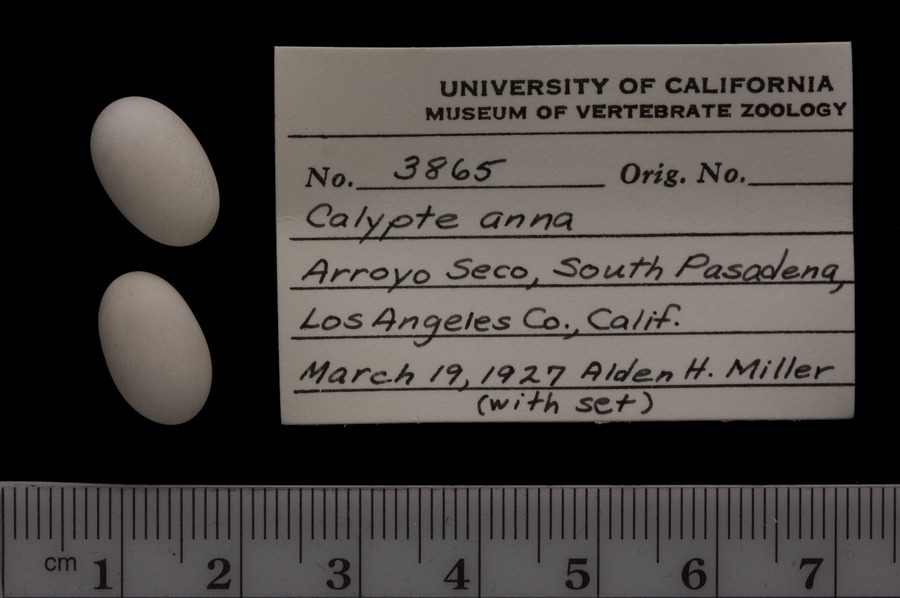 UNIVERSITY OF CALIFORNIA
MUSEUM OF VERTEBRATE ZOOLOGY
No. 3865 Orig. No.
Calypte anna
Arroyo Seco, South Pasadena,
Los Angeles Co., Calif.
March 19, 1927 Alden H. Miller
(with set)
cm 1 2 3 4 5 6 7